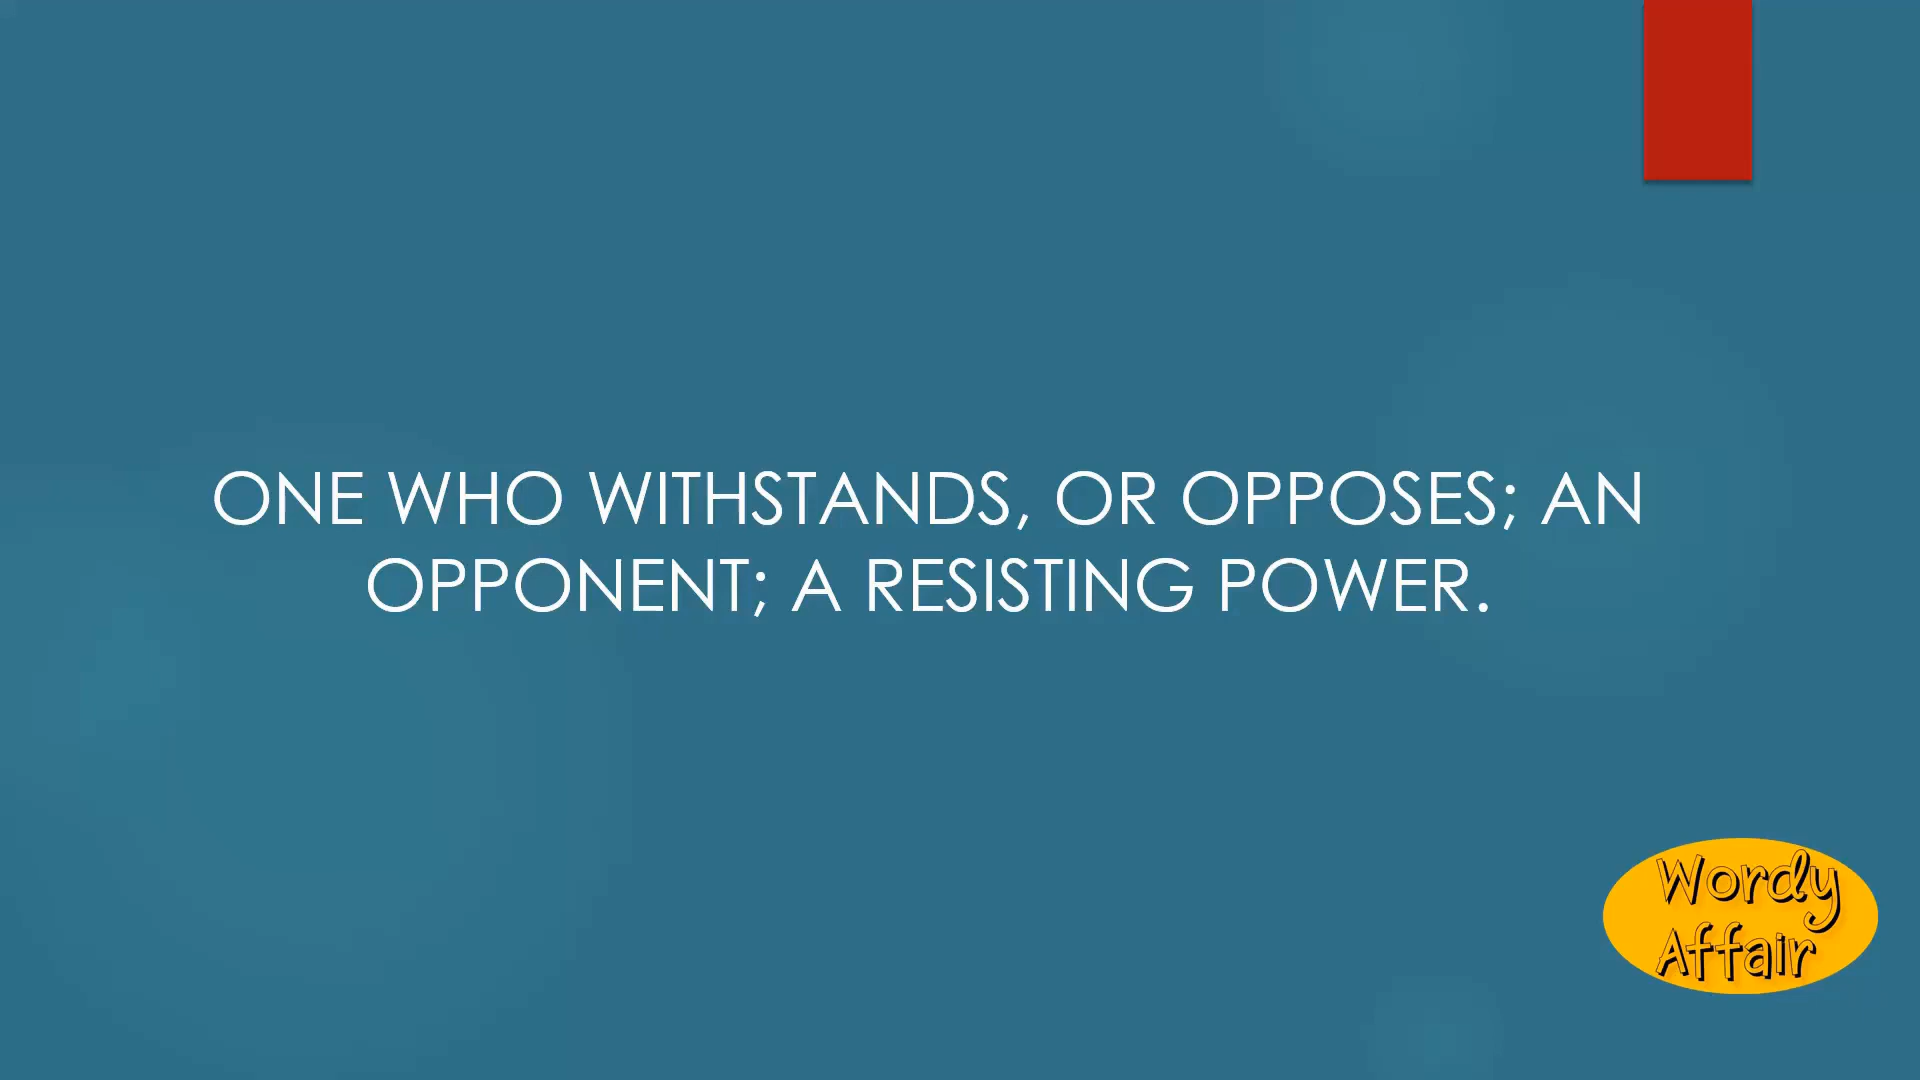 ONE WHO WITHSTANDS, OR OPPOSES; AN
OPPONENT; A RESISTING POWER.
Wordy
Affair